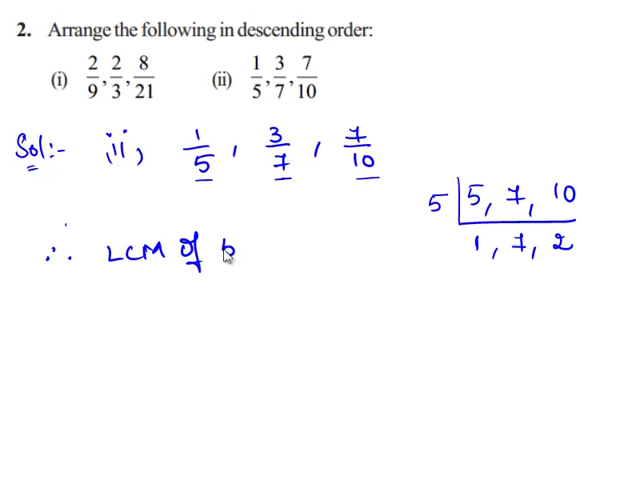 2. Arrange the following in descending order:
(i) 2/9, 2/3, 8/21 (ii) 1/5, 3/7, 7/10
Sol:- ii, 1/5, 3/7, 7/10
5 | 5, 7, 10
∴ LCM of
1, 7, 2